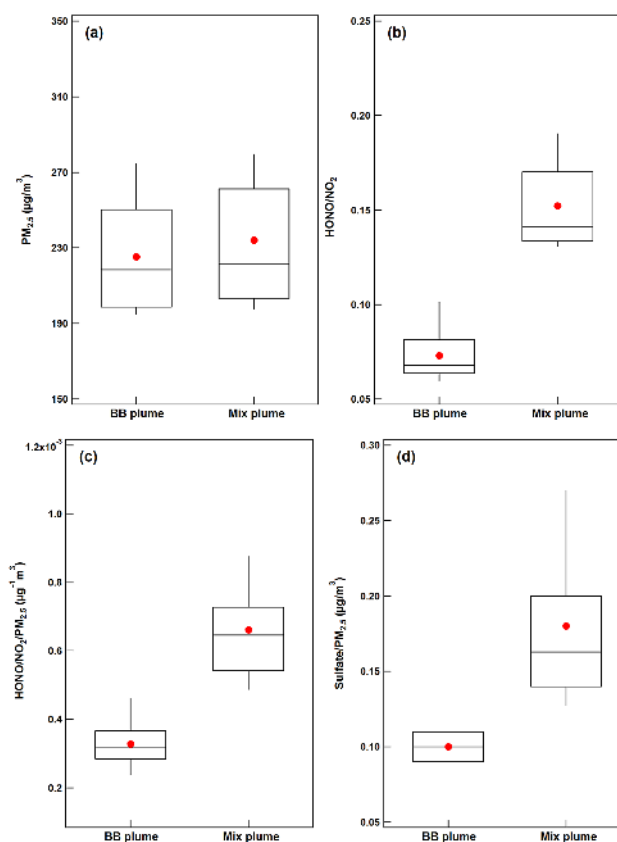 (a)
PM2.5 (µg/m³)
350
310
270
230
190
150
BB plume Mix plume
(b)
HONO/NO2
0.25
0.20
0.15
0.10
0.05
BB plume Mix plume
(c)
HONO/NO2/PM2.5 (µg⁻¹ m³)
1.2x10⁻³
1.0
0.8
0.6
0.4
0.2
BB plume Mix plume
(d)
Sulfate/PM2.5 (µg/m³)
0.30
0.25
0.20
0.15
0.10
0.05
BB plume Mix plume